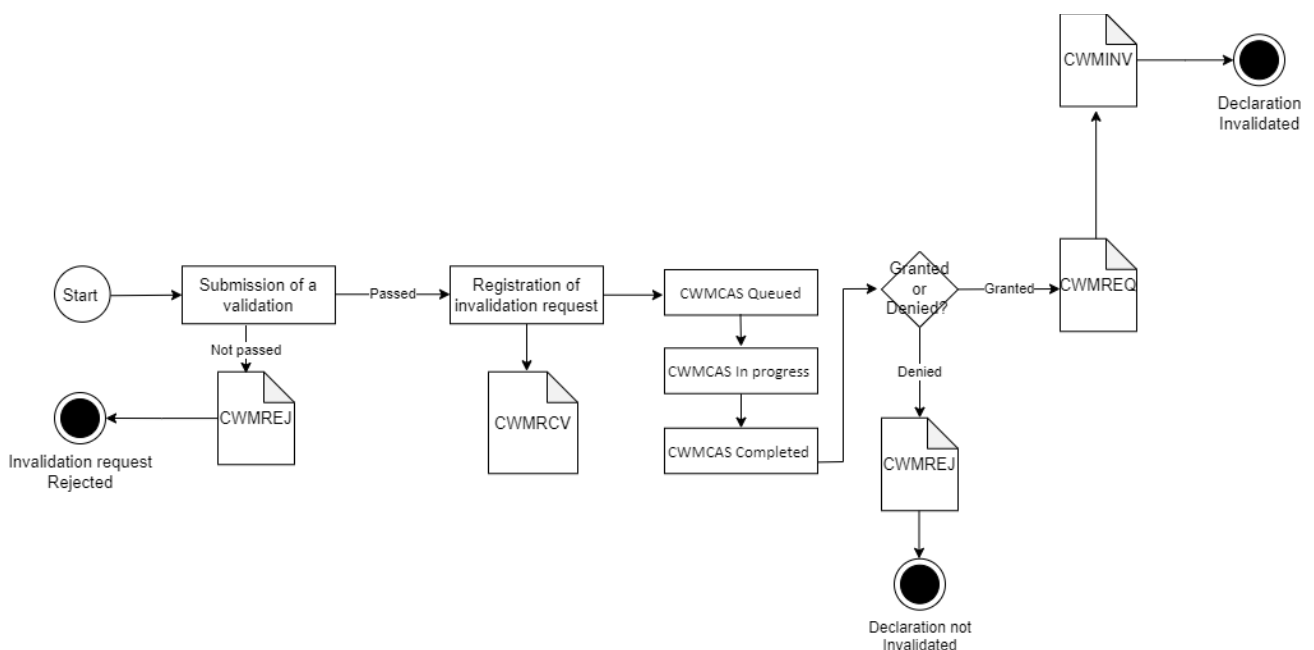 CWMINV
Declaration
Invalidated
Start
Submission of a
validation
Passed
Registration of
invalidation request
CWMCAS Queued
Granted
or
Denied?
Granted
CWMREQ
Not passed
CWMCAS In progress
Denied
CWMREJ
CWMRCV
CWMCAS Completed
CWMREJ
Invalidation request
Rejected
Declaration not
Invalidated